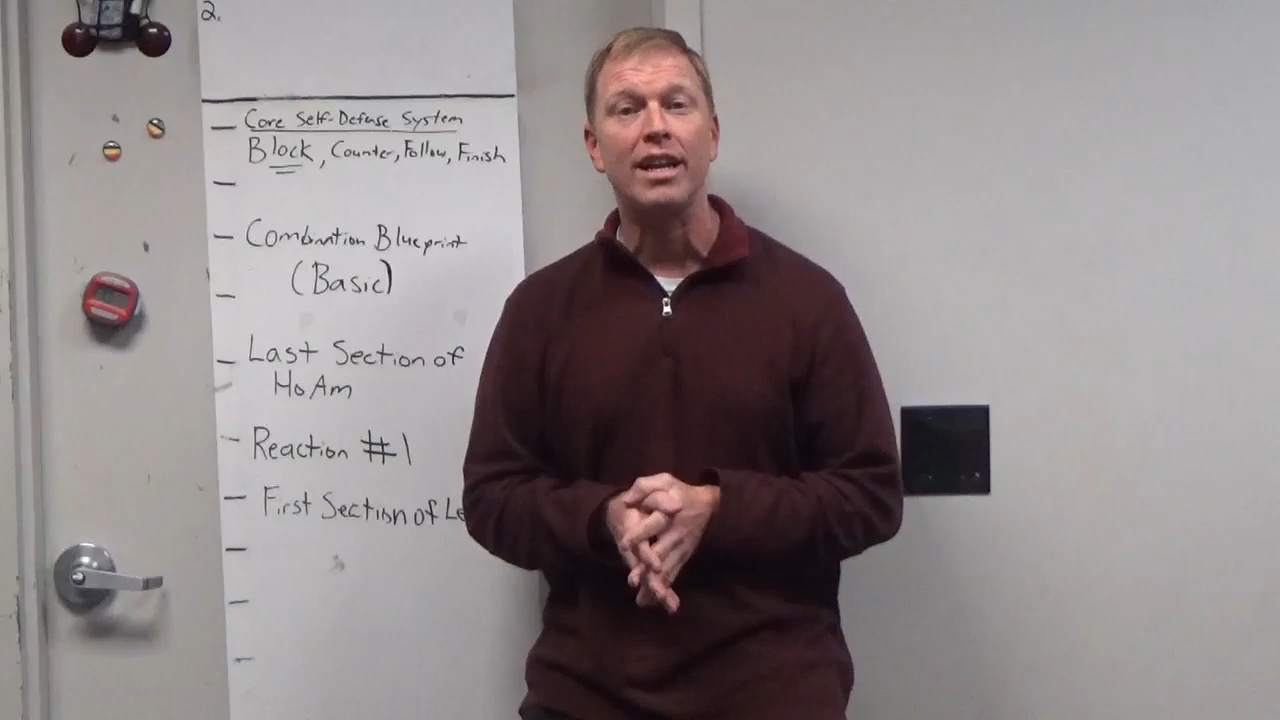 2.
Core Self-Defense System
Block, Counter, Follow, Finish
Combination Blueprint
(Basic)
Last Section of
Ho Am
Reaction #1
First Section of